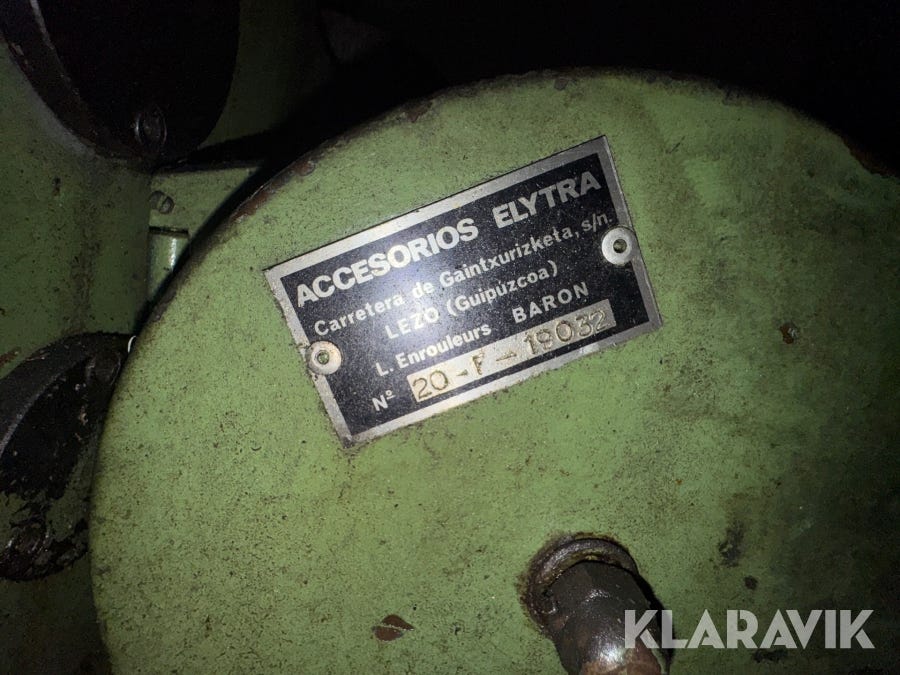 ACCESORIOS ELYTRA
Carretera de Gaintxurizketa, s/n.
LEZO (Guipúzcoa)
L. Enrouleurs BARON
Nº 20-F-19032
KLARAVIK